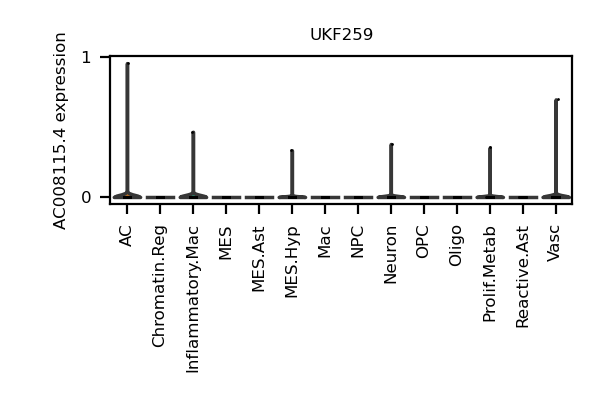 UKF259
AC008115.4 expression
1
0
AC
Chromatin.Reg
Inflammatory.Mac
MES
MES.Ast
MES.Hyp
Mac
NPC
Neuron
OPC
Oligo
Prolif.Metab
Reactive.Ast
Vasc